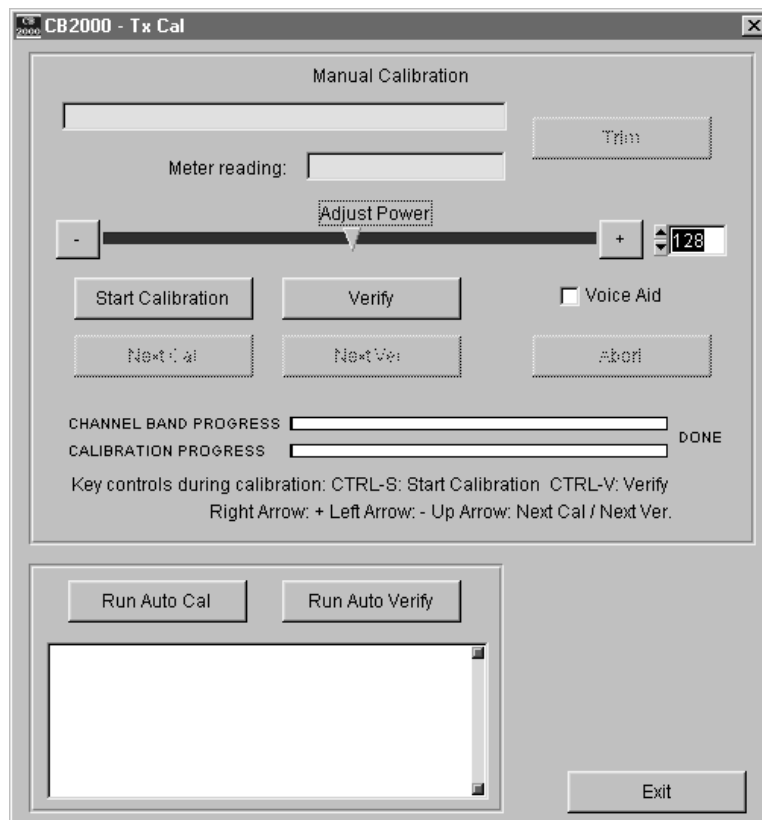 CB 2000
CB2000 - Tx Cal
Manual Calibration
Trim
Meter reading:
Adjust Power
-
+
128
Start Calibration
Verify
Voice Aid
Next Cal
Next Ver
Abort
CHANNEL BAND PROGRESS
DONE
CALIBRATION PROGRESS
Key controls during calibration: CTRL-S: Start Calibration CTRL-V: Verify
Right Arrow: + Left Arrow: - Up Arrow: Next Cal / Next Ver.
Run Auto Cal
Run Auto Verify
Exit